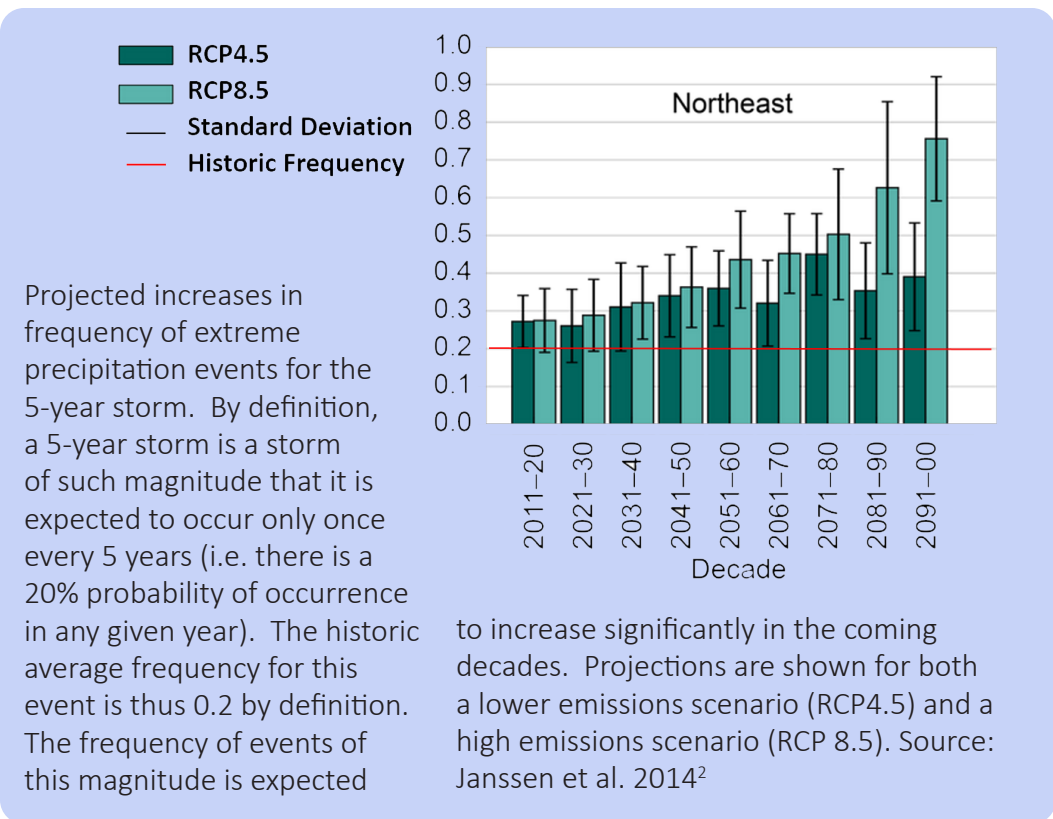 RCP4.5
RCP8.5
Standard Deviation
Historic Frequency
1.0
0.9
0.8
0.7
0.6
0.5
0.4
0.3
0.2
0.1
0.0
Northeast
2011–20
2021–30
2031–40
2041–50
2051–60
2061–70
2071–80
2081–90
2091–00
Decade
Projected increases in
frequency of extreme
precipitation events for the
5-year storm. By definition,
a 5-year storm is a storm
of such magnitude that it is
expected to occur only once
every 5 years (i.e. there is a
20% probability of occurrence
in any given year). The historic
average frequency for this
event is thus 0.2 by definition.
The frequency of events of
this magnitude is expected
to increase significantly in the coming
decades. Projections are shown for both
a lower emissions scenario (RCP4.5) and a
high emissions scenario (RCP 8.5). Source:
Janssen et al. 2014²